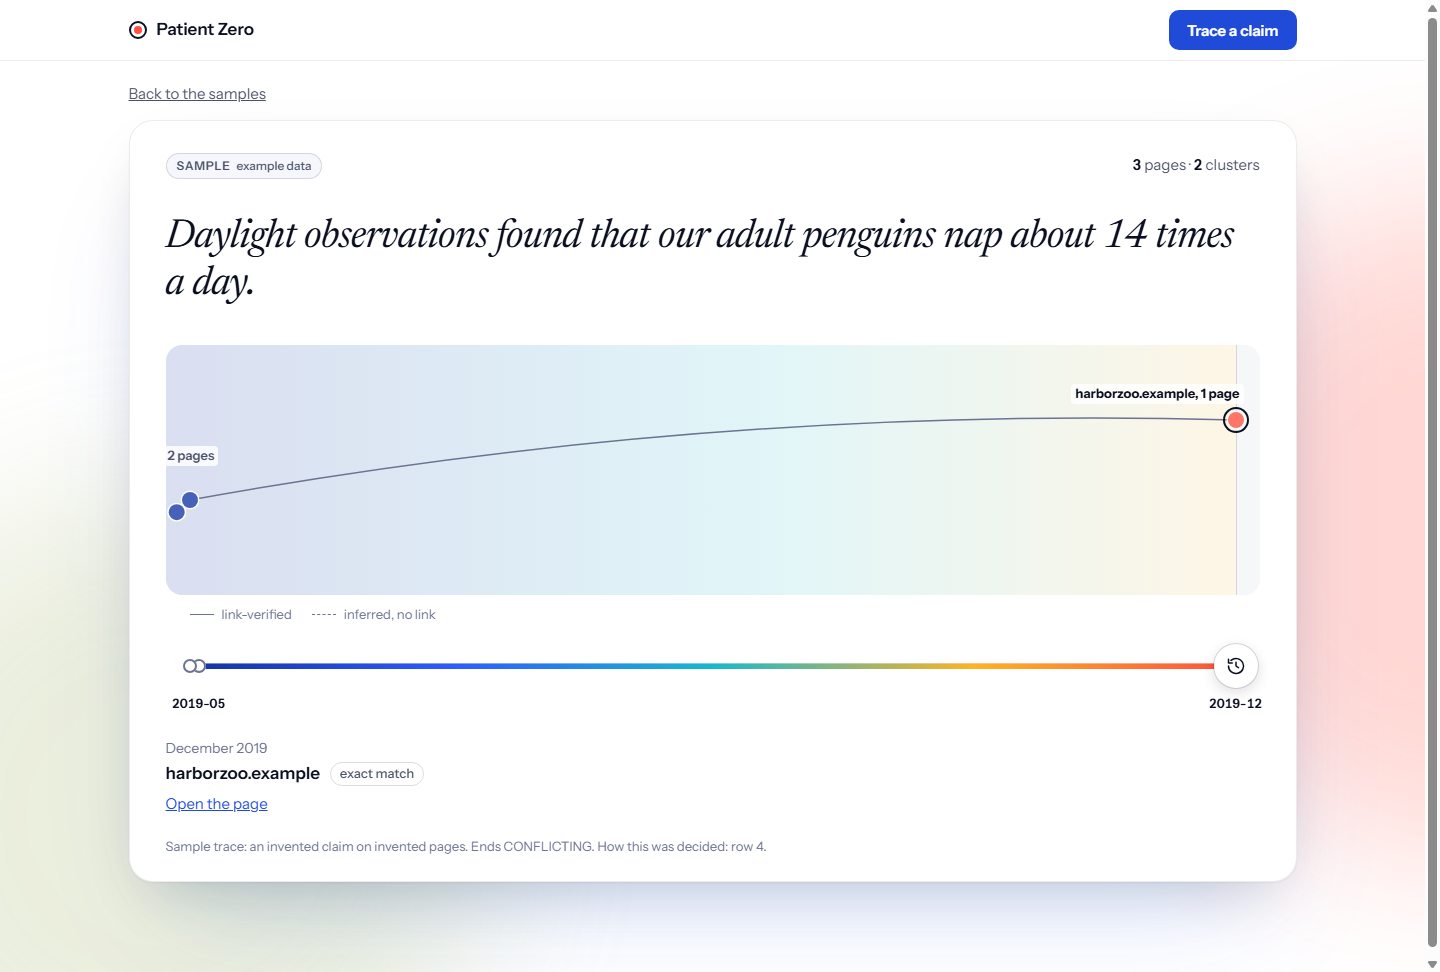 Patient Zero
Trace a claim
Back to the samples
SAMPLE example data
3 pages · 2 clusters
Daylight observations found that our adult penguins nap about 14 times
a day.
harborzoo.example, 1 page
2 pages
link-verified
inferred, no link
2019-05
2019-12
December 2019
harborzoo.example exact match
Open the page
Sample trace: an invented claim on invented pages. Ends CONFLICTING. How this was decided: row 4.